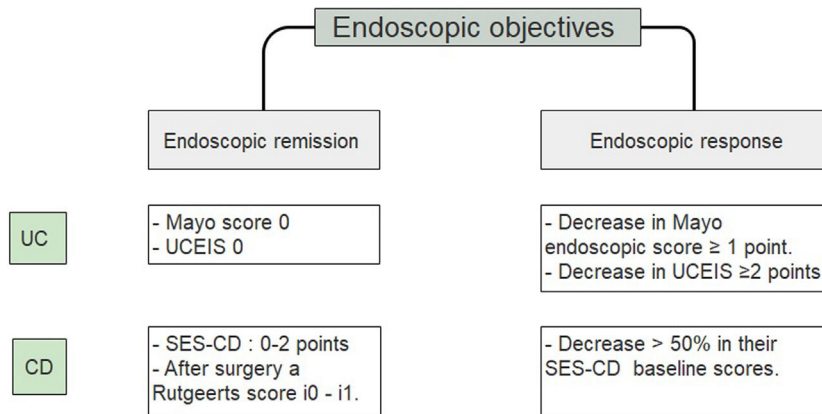 Endoscopic objectives
Endoscopic remission
Endoscopic response
UC
- Mayo score 0
- UCEIS 0
- Decrease in Mayo
endoscopic score ≥ 1 point.
- Decrease in UCEIS ≥2 points
CD
- SES-CD : 0-2 points
- After surgery a
Rutgeerts score i0 - i1.
- Decrease > 50% in their
SES-CD baseline scores.